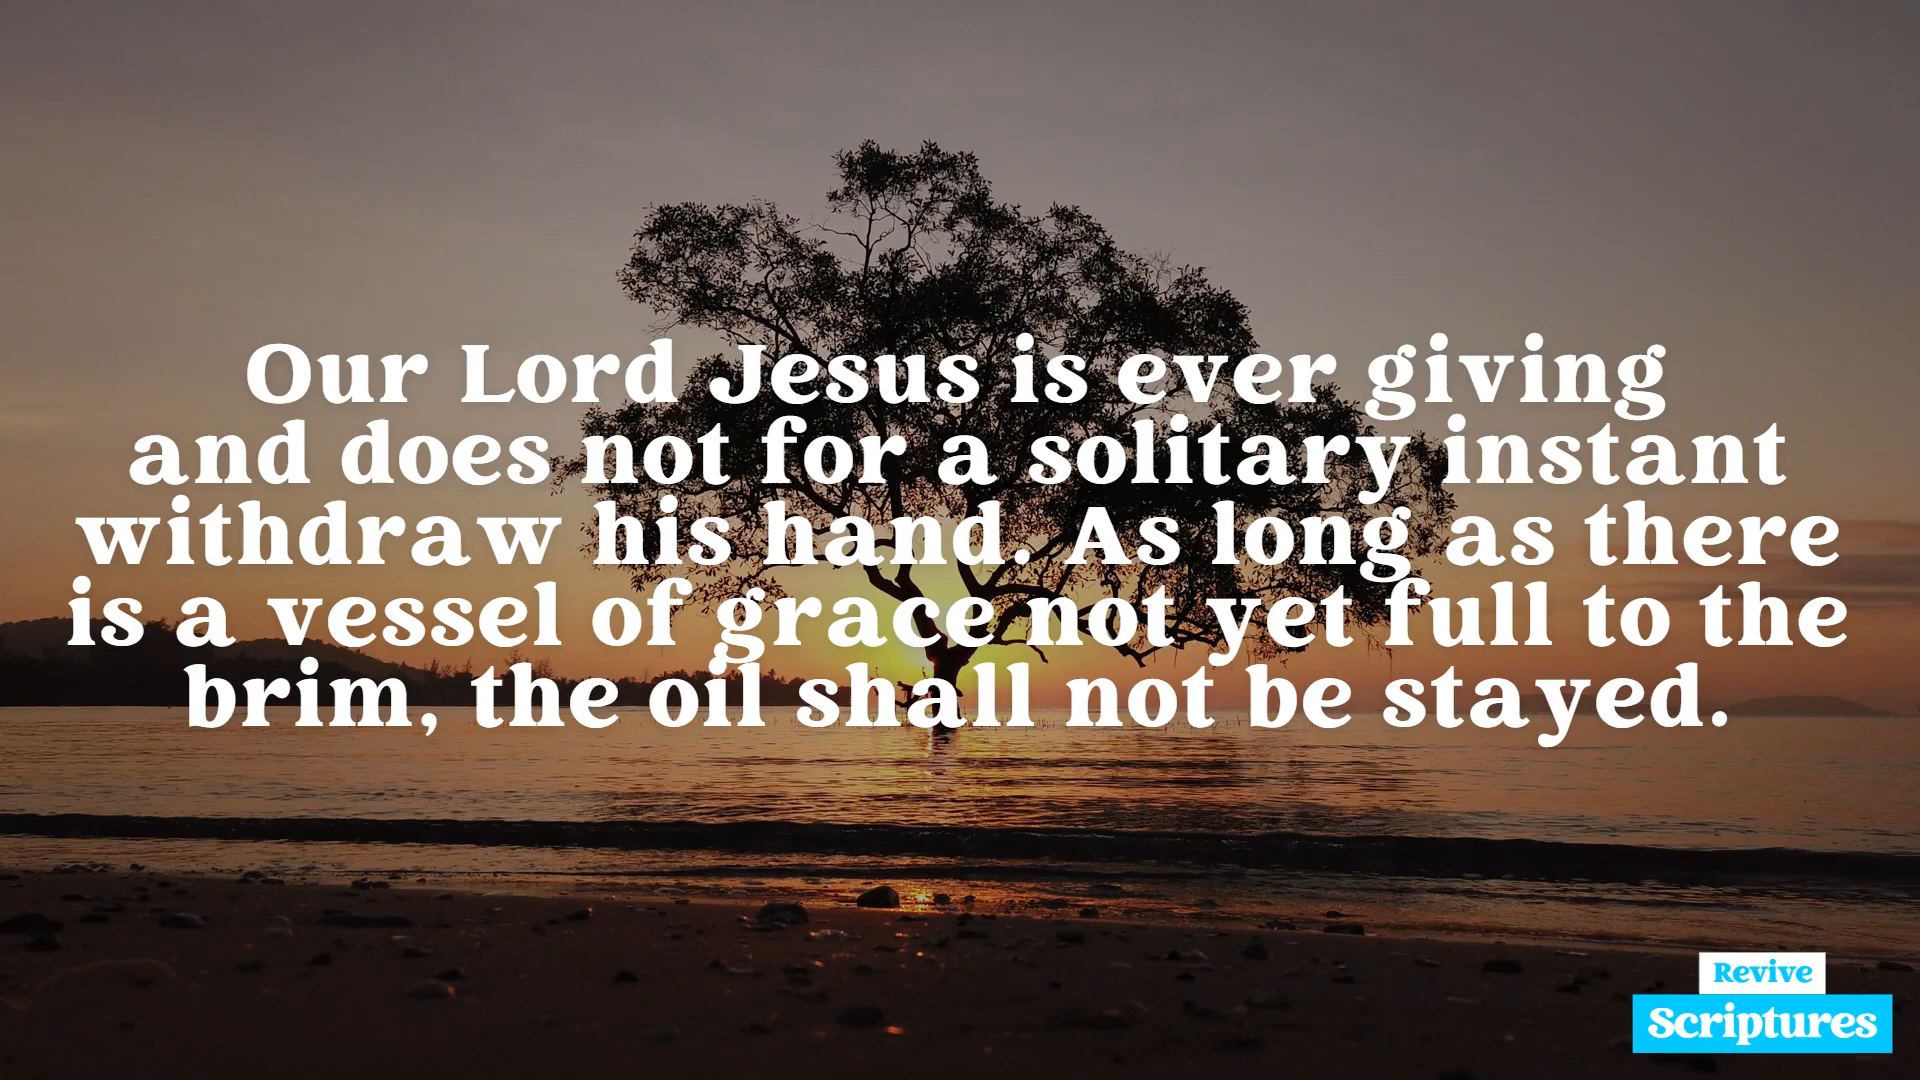 Our Lord Jesus is ever giving
and does not for a solitary instant
withdraw his hand. As long as there
is a vessel of grace not yet full to the
brim, the oil shall not be stayed.
Revive
Scriptures